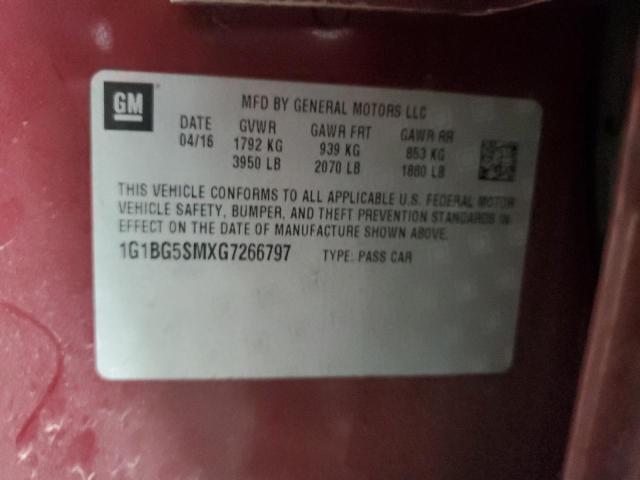 GM
MFD BY GENERAL MOTORS LLC
DATE GVWR GAWR FRT GAWR RR
04/16 1792 KG 939 KG 853 KG
3950 LB 2070 LB 1880 LB
THIS VEHICLE CONFORMS TO ALL APPLICABLE U.S. FEDERAL MOTOR
VEHICLE SAFETY, BUMPER, AND THEFT PREVENTION STANDARDS IN
EFFECT ON THE DATE OF MANUFACTURE SHOWN ABOVE.
1G1BG5SMXG7266797 TYPE: PASS CAR